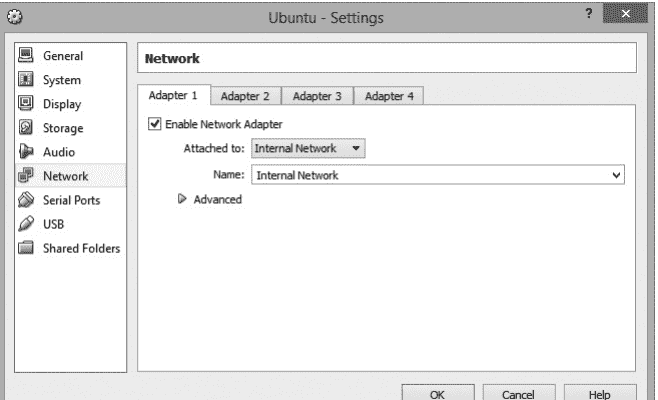 Ubuntu - Settings
?
x
General
System
Display
Storage
Audio
Network
Serial Ports
USB
Shared Folders
Network
Adapter 1 Adapter 2 Adapter 3 Adapter 4
Enable Network Adapter
Attached to: Internal Network
Name: Internal Network
Advanced
OK Cancel Help